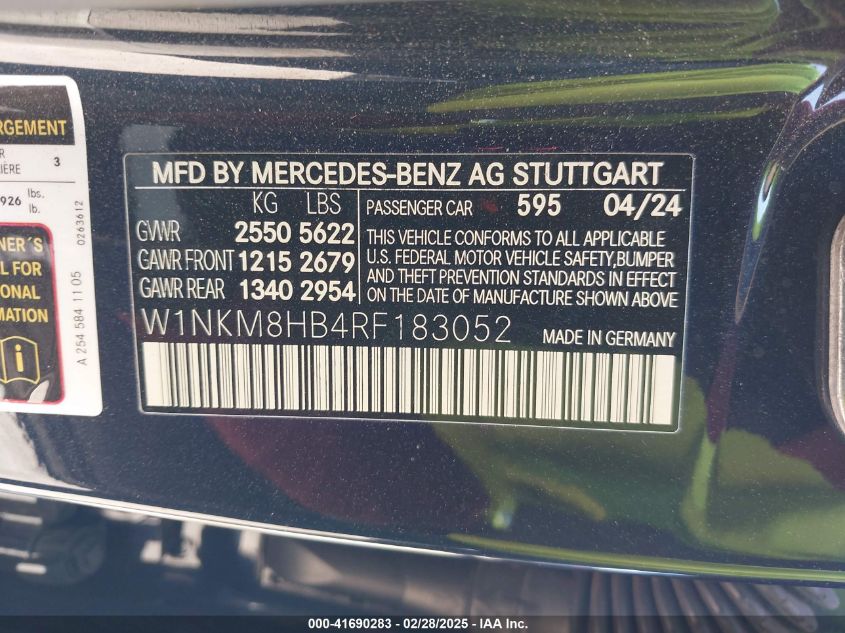 RGEMENT
R
IÈRE 3
926 lbs.
lb.
NER´S
L FOR
ONAL
MATION
i
A 254 584 11 05
0263612
MFD BY MERCEDES-BENZ AG STUTTGART
KG LBS
GVWR 2550 5622
GAWR FRONT 1215 2679
GAWR REAR 1340 2954
PASSENGER CAR 595 04/24
THIS VEHICLE CONFORMS TO ALL APPLICABLE
U.S. FEDERAL MOTOR VEHICLE SAFETY,BUMPER
AND THEFT PREVENTION STANDARDS IN EFFECT
ON THE DATE OF MANUFACTURE SHOWN ABOVE
W1NKM8HB4RF183052 MADE IN GERMANY
000-41690283 - 02/28/2025 - IAA Inc.